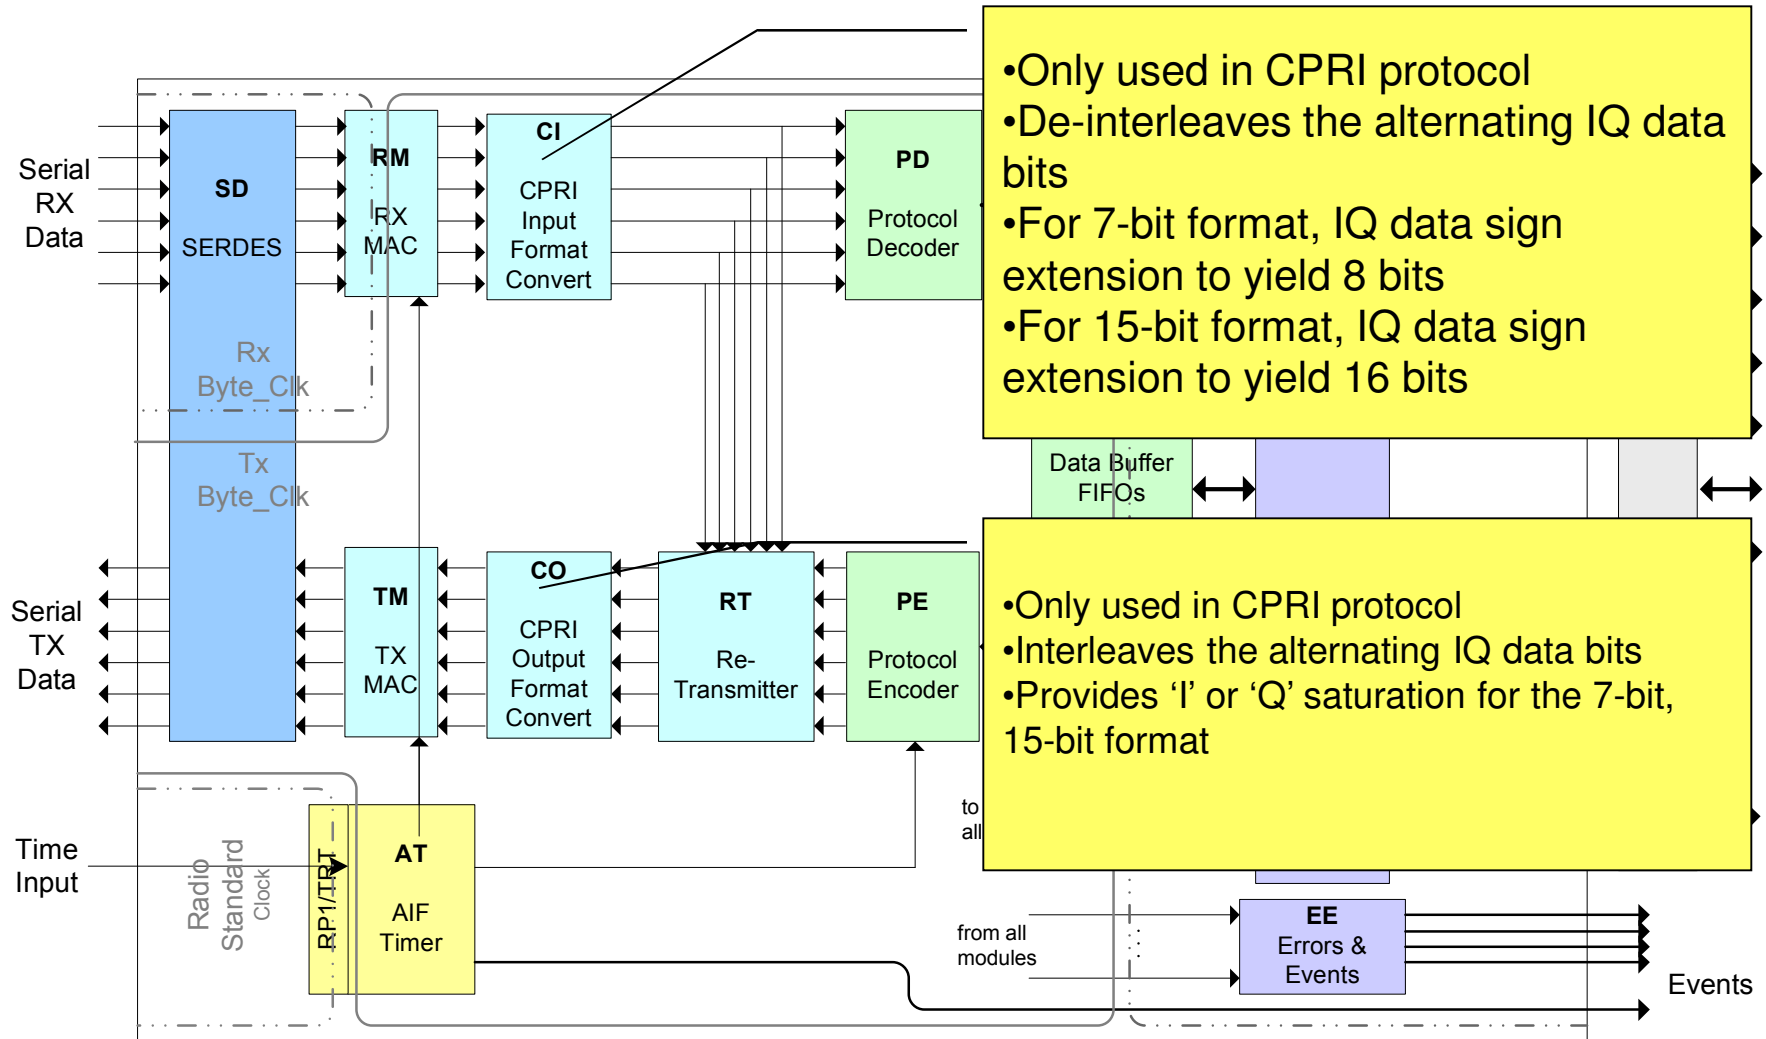 •Only used in CPRI protocol
•De-interleaves the alternating IQ data
bits
•For 7-bit format, IQ data sign
extension to yield 8 bits
•For 15-bit format, IQ data sign
extension to yield 16 bits
Serial
RX
Data
SD
SERDES
RM
RX
MAC
CI
CPRI
Input
Format
Convert
PD
Protocol
Decoder
Rx
Byte_Clk
Tx
Byte_Clk
Data Buffer
FIFOs
Serial
TX
Data
TM
TX
MAC
CO
CPRI
Output
Format
Convert
RT
Re-
Transmitter
PE
Protocol
Encoder
•Only used in CPRI protocol
•Interleaves the alternating IQ data bits
•Provides ‘I’ or ‘Q’ saturation for the 7-bit,
15-bit format
Time
Input
Radio
Standard
Clock
RP1/TRT
AT
AIF
Timer
to
all
from all
modules
EE
Errors &
Events
Events